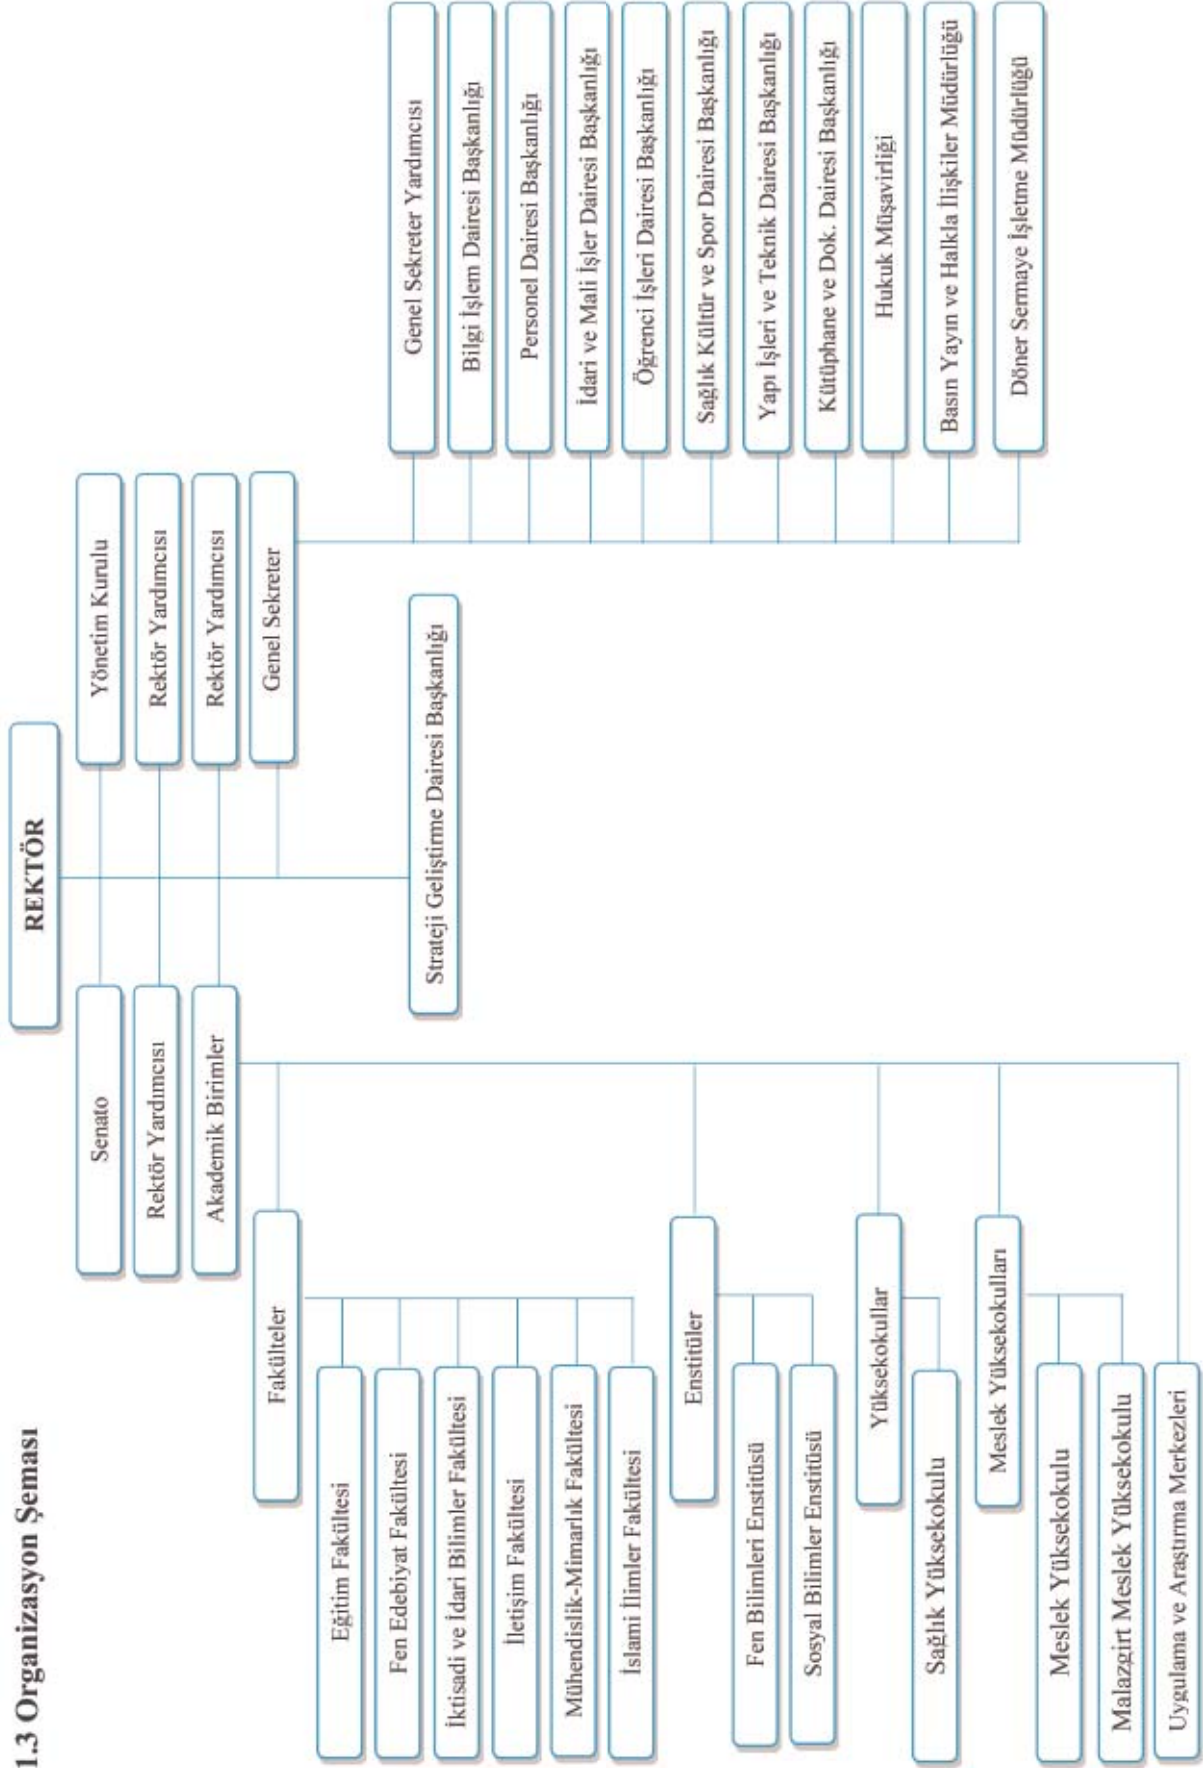 1.3 Organizasyon Şeması
REKTÖR
Senato
Yönetim Kurulu
Rektör Yardımcısı
Rektör Yardımcısı
Akademik Birimler
Rektör Yardımcısı
Genel Sekreter
Strateji Geliştirme Dairesi Başkanlığı
Fakülteler
Eğitim Fakültesi
Fen Edebiyat Fakültesi
İktisadi ve İdari Bilimler Fakültesi
İletişim Fakültesi
Mühendislik-Mimarlık Fakültesi
İslami İlimler Fakültesi
Enstitüler
Fen Bilimleri Enstitüsü
Sosyal Bilimler Enstitüsü
Yüksekokullar
Sağlık Yüksekokulu
Meslek Yüksekokulları
Meslek Yüksekokulu
Malazgirt Meslek Yüksekokulu
Uygulama ve Araştırma Merkezleri
Genel Sekreter Yardımcısı
Bilgi İşlem Dairesi Başkanlığı
Personel Dairesi Başkanlığı
İdari ve Mali İşler Dairesi Başkanlığı
Öğrenci İşleri Dairesi Başkanlığı
Sağlık Kültür ve Spor Dairesi Başkanlığı
Yapı İşleri ve Teknik Dairesi Başkanlığı
Kütüphane ve Dok. Dairesi Başkanlığı
Hukuk Müşavirliği
Basın Yayın ve Halkla İlişkiler Müdürlüğü
Döner Sermaye İşletme Müdürlüğü